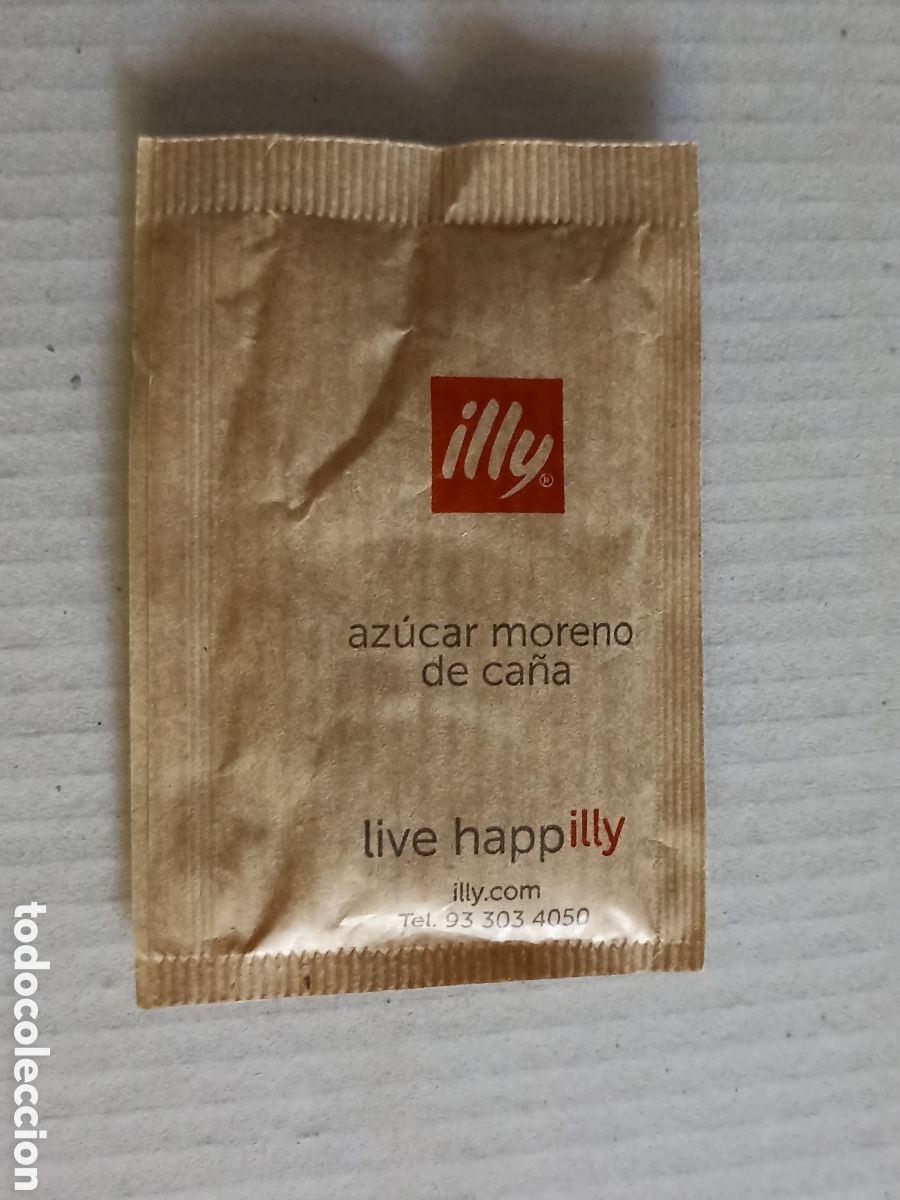 illy®
azúcar moreno
de caña
live happilly
illy.com
Tel. 93 303 4050
todocoleccion